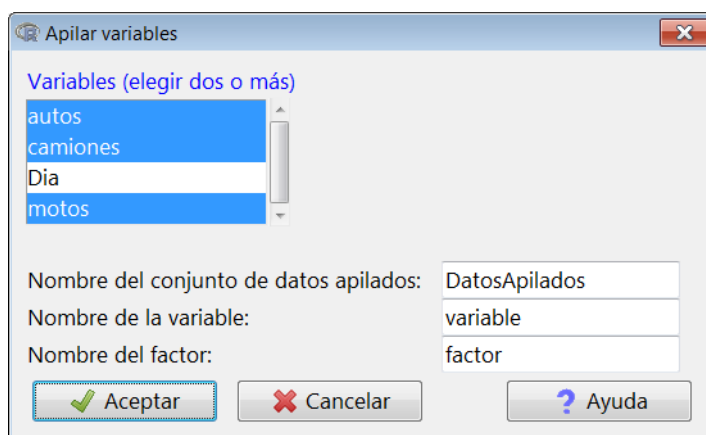 Apilar variables
Variables (elegir dos o más)
autos
camiones
Dia
motos
Nombre del conjunto de datos apilados: DatosApilados
Nombre de la variable: variable
Nombre del factor: factor
Aceptar Cancelar ? Ayuda